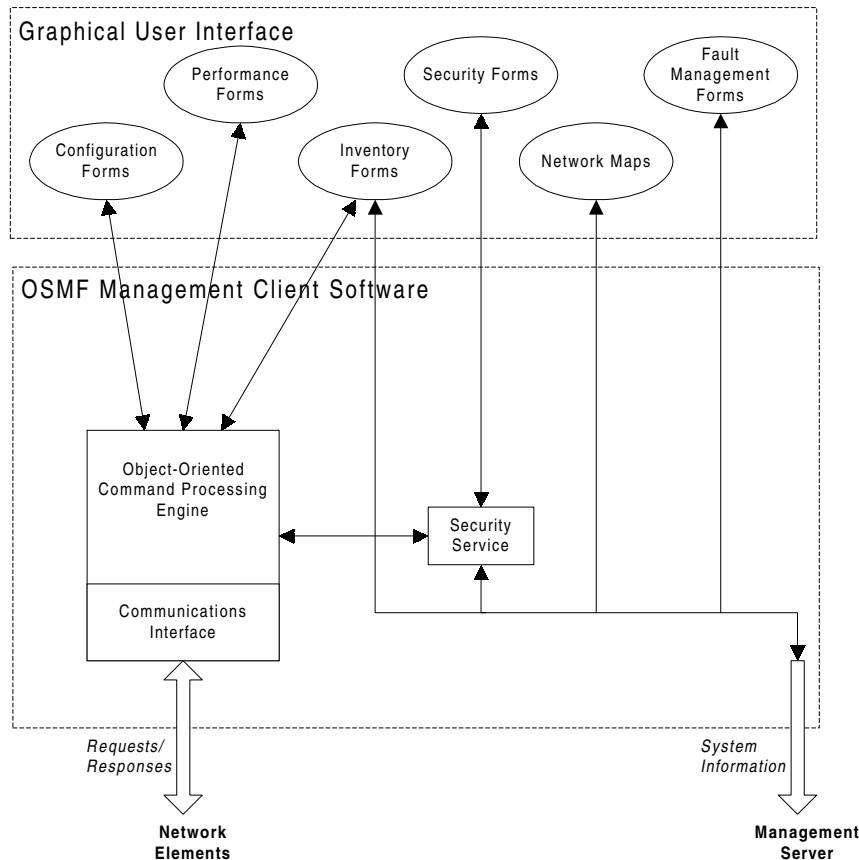 Graphical User Interface
Performance
Forms
Security Forms
Fault
Management
Forms
Configuration
Forms
Inventory
Forms
Network Maps
OSMF Management Client Software
Object-Oriented
Command Processing
Engine
Security
Service
Communications
Interface
Requests/
Responses
System
Information
Network
Elements
Management
Server